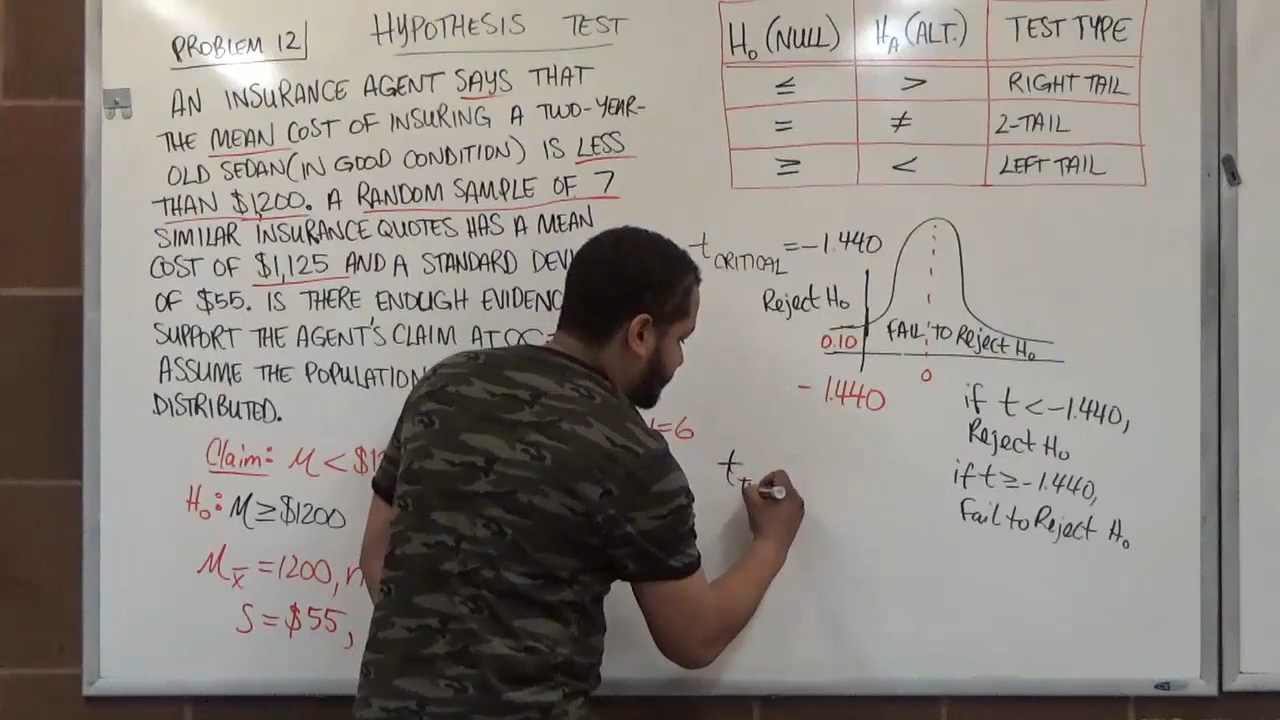 PROBLEM 12
HYPOTHESIS TEST
AN INSURANCE AGENT SAYS THAT
THE MEAN COST OF INSURING A TWO-YEAR-
OLD SEDAN (IN GOOD CONDITION) IS LESS
THAN $1200. A RANDOM SAMPLE OF 7
SIMILAR INSURANCE QUOTES HAS A MEAN
COST OF $1,125 AND A STANDARD
OF $55. IS THERE ENOUGH
SUPPORT THE AGENT'S CLAIM AT
ASSUME THE POPULATION
DISTRIBUTED.
Claim: M < $12
H₀: M ≥ $1200
M_x̄ = 1200,
S = $55,
=6
H₀ (NULL) H_A (ALT.) TEST TYPE
≤ > RIGHT TAIL
= ≠ 2-TAIL
≥ < LEFT TAIL
t_CRITICAL = -1.440
Reject H₀
FAIL TO Reject H₀
0.10
-1.440
0
if t < -1.440,
Reject H₀
if t ≥ -1.440,
Fail to Reject H₀
t